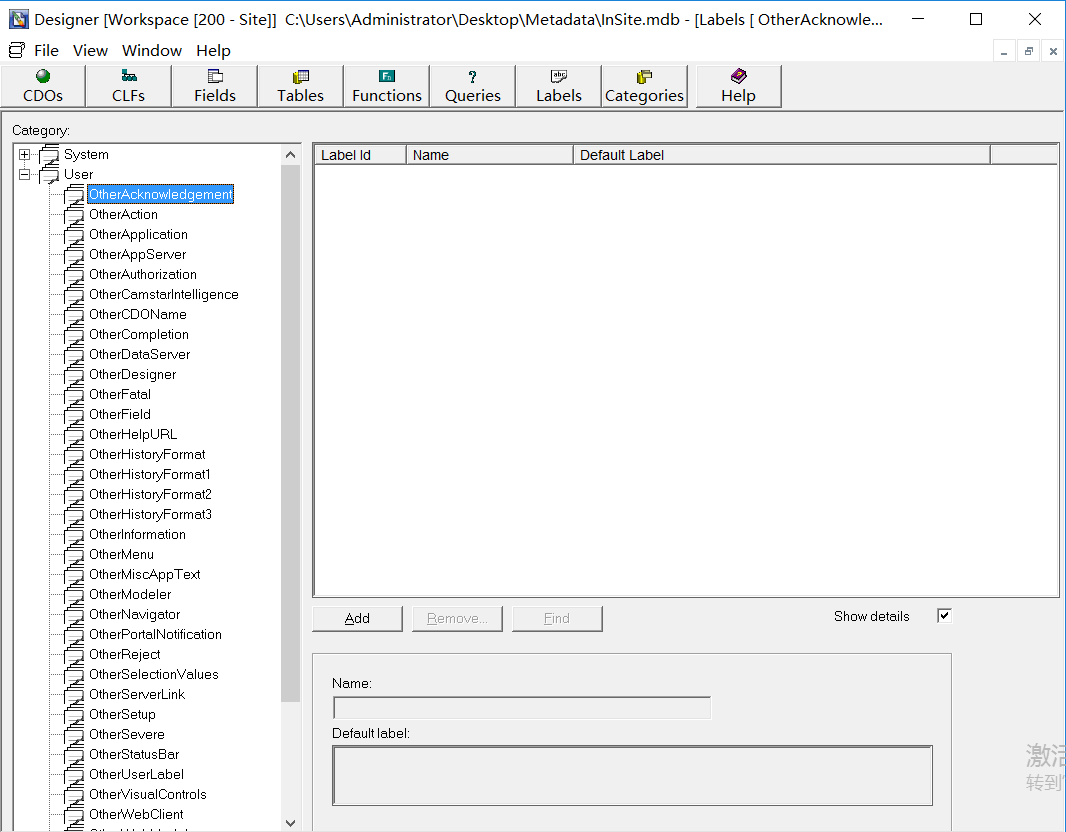 Designer [Workspace [200 - Site]]  C:\Users\Administrator\Desktop\Metadata\InSite.mdb - [Labels [ OtherAcknowle...
File View Window Help
CDOs CLFs Fields Tables Functions Queries Labels Categories Help
Category:
System
User
OtherAcknowledgement
OtherAction
OtherApplication
OtherAppServer
OtherAuthorization
OtherCamstarIntelligence
OtherCDOName
OtherCompletion
OtherDataServer
OtherDesigner
OtherFatal
OtherField
OtherHelpURL
OtherHistoryFormat
OtherHistoryFormat1
OtherHistoryFormat2
OtherHistoryFormat3
OtherInformation
OtherMenu
OtherMiscAppText
OtherModeler
OtherNavigator
OtherPortalNotification
OtherReject
OtherSelectionValues
OtherServerLink
OtherSetup
OtherSevere
OtherStatusBar
OtherUserLabel
OtherVisualControls
OtherWebClient
Label Id Name Default Label
Add Remove... Find Show details
Name:
Default label:
激活
转到